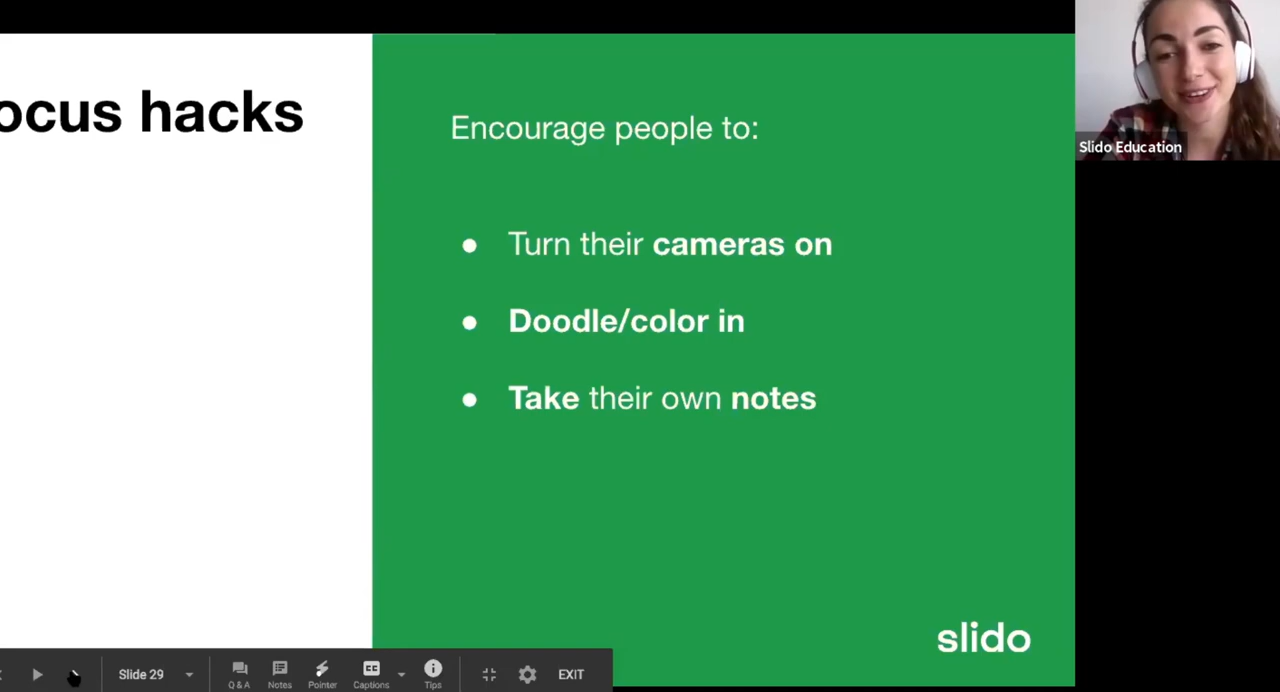 ocus hacks
Encourage people to:
● Turn their cameras on
● Doodle/color in
● Take their own notes
slido
Slido Education
Slide 29
Q & A
Notes
Pointer
Captions
Tips
EXIT